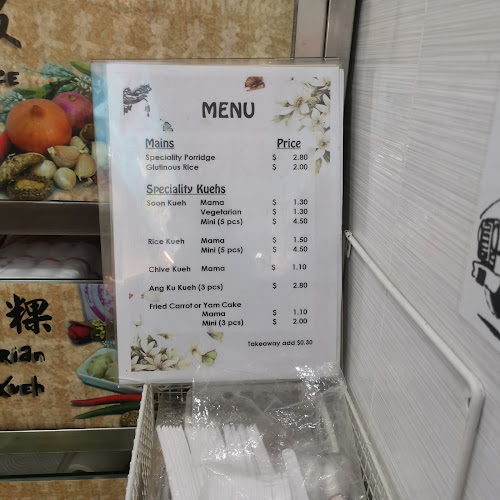 MENU
Mains Price
Speciality Porridge $ 2.80
Glutinous Rice $ 2.00
Speciality Kuehs
Soon Kueh Mama $ 1.30
Vegetarian $ 1.30
Mini (5 pcs) $ 4.50
Rice Kueh Mama $ 1.50
Mini (5 pcs) $ 4.50
Chive Kueh Mama $ 1.10
Ang Ku Kueh (3 pcs) $ 2.80
Fried Carrot or Yam Cake
Mama $ 1.10
Mini (3 pcs) $ 2.00
Takeaway add $0.30
粿
Kueh